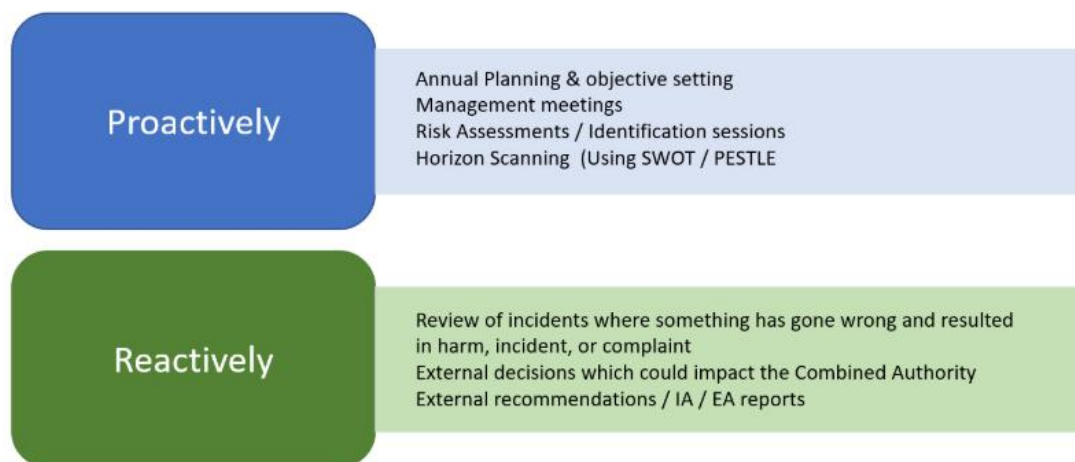 Proactively
Annual Planning & objective setting
Management meetings
Risk Assessments / Identification sessions
Horizon Scanning  (Using SWOT / PESTLE
Reactively
Review of incidents where something has gone wrong and resulted
in harm, incident, or complaint
External decisions which could impact the Combined Authority
External recommendations / IA / EA reports